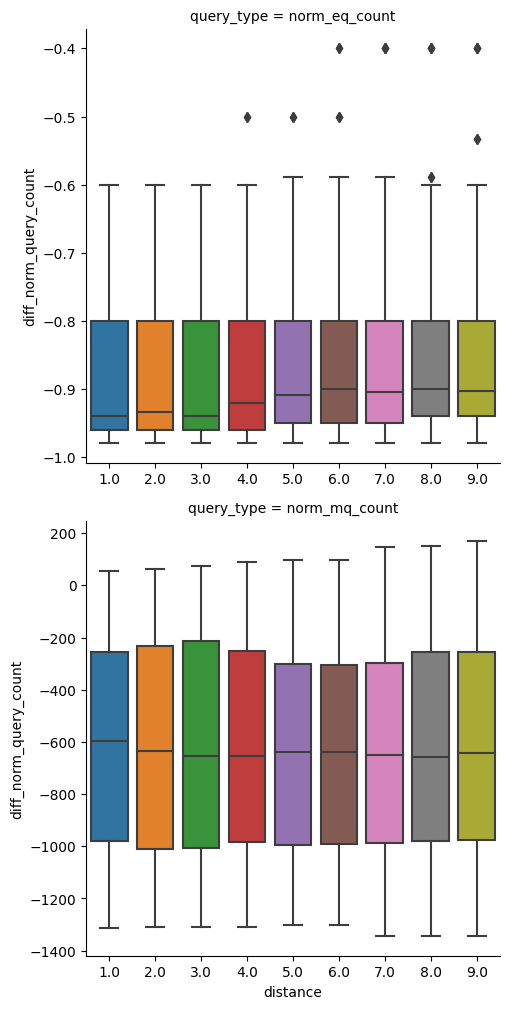 query_type = norm_eq_count
−0.4
−0.5
−0.6
−0.7
−0.8
−0.9
−1.0
diff_norm_query_count
1.0 2.0 3.0 4.0 5.0 6.0 7.0 8.0 9.0
query_type = norm_mq_count
200
0
−200
−400
−600
−800
−1000
−1200
−1400
diff_norm_query_count
1.0 2.0 3.0 4.0 5.0 6.0 7.0 8.0 9.0
distance